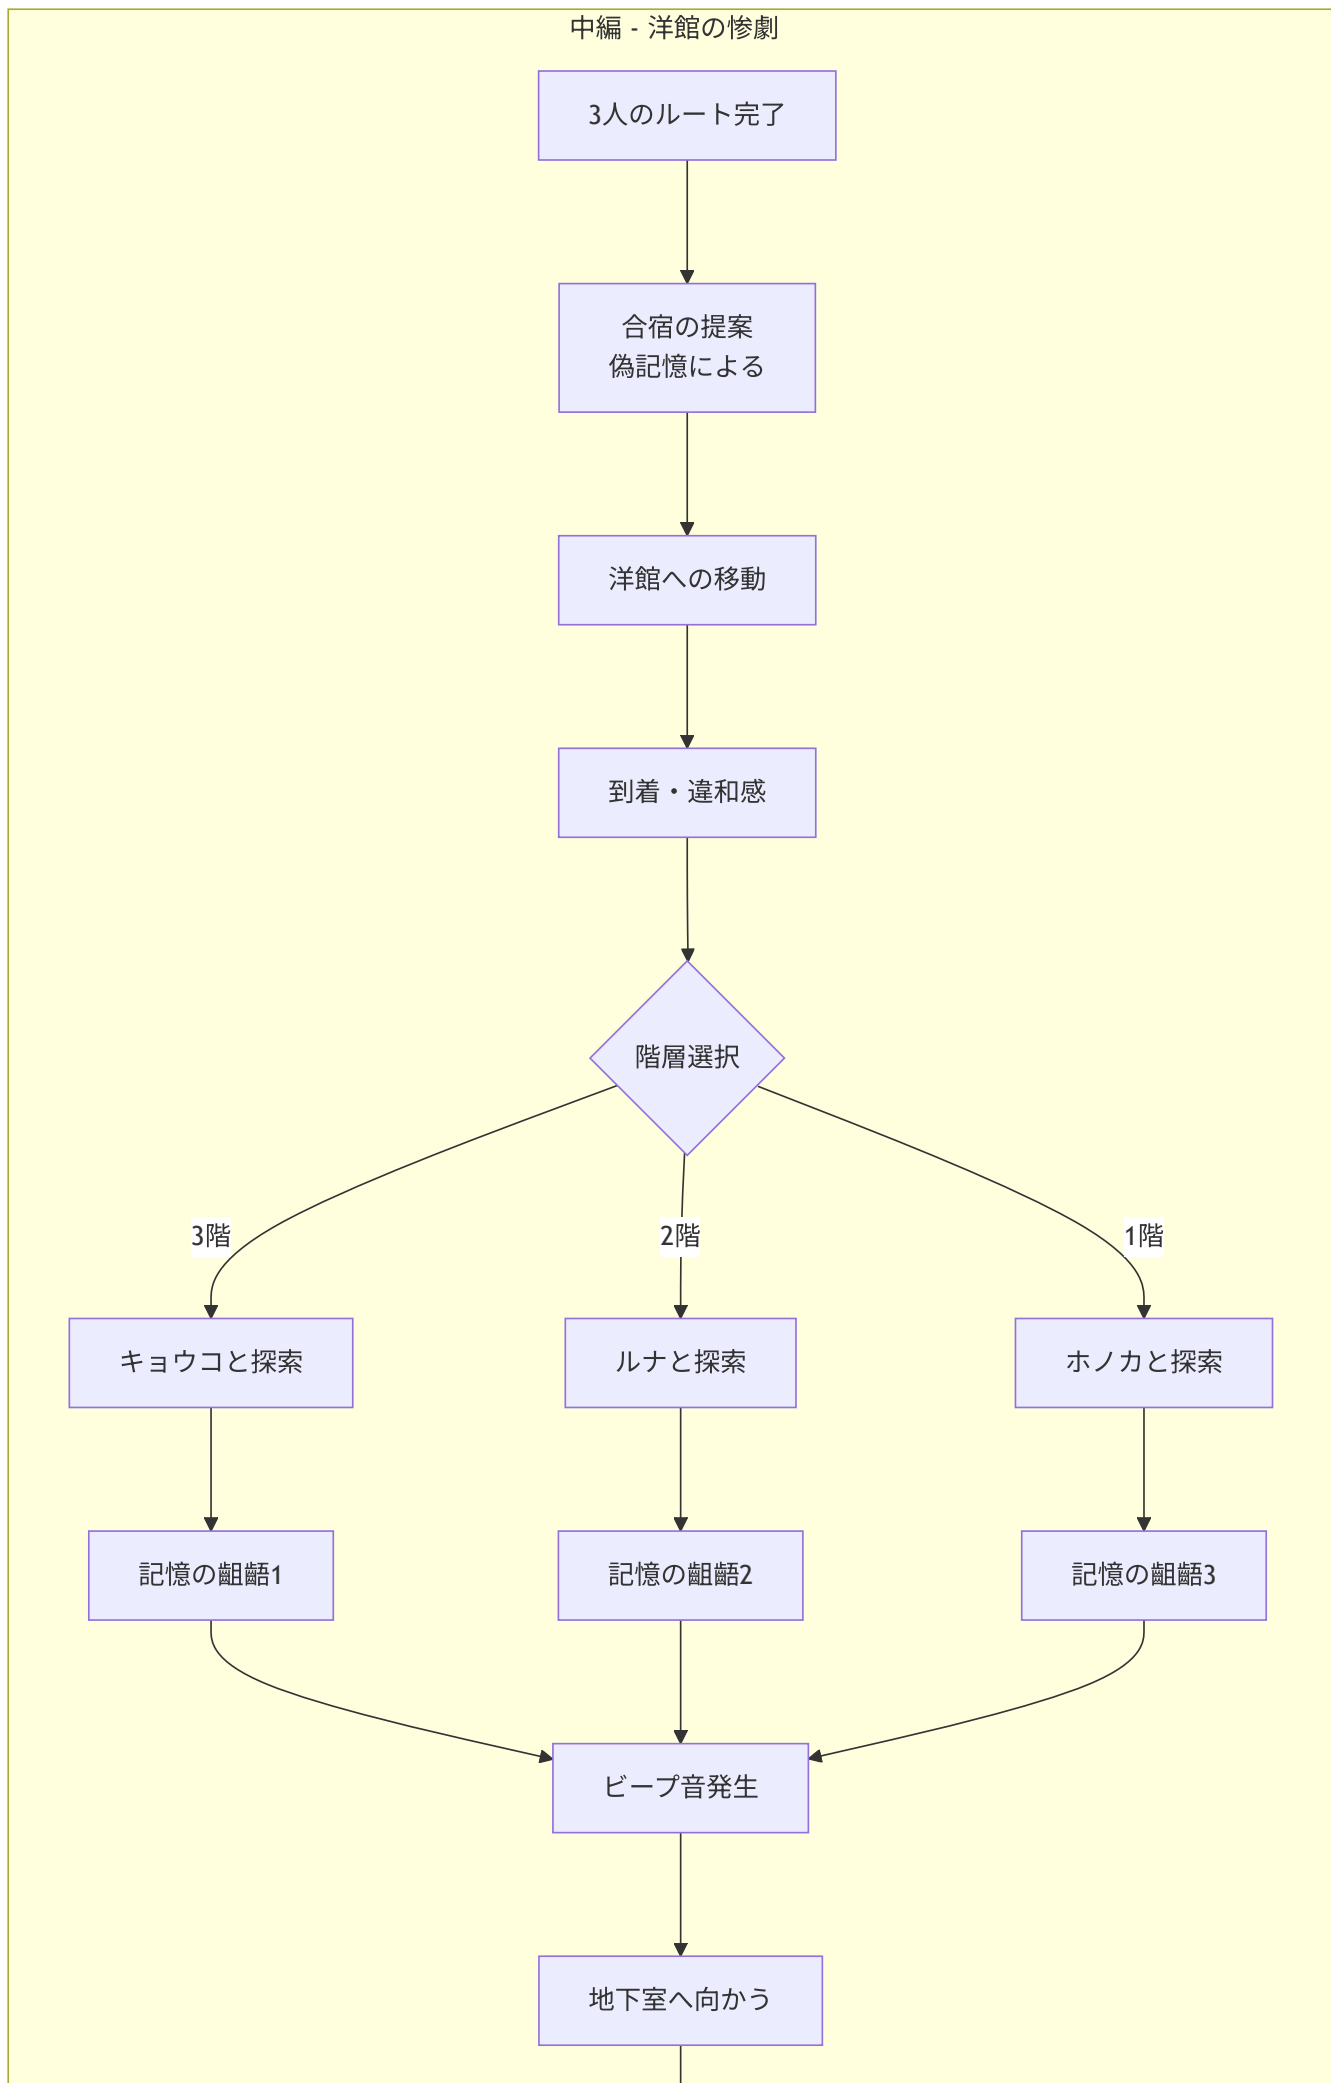 中編 - 洋館の惨劇
3人のルート完了
合宿の提案
偽記憶による
洋館への移動
到着・違和感
階層選択
3階
2階
1階
キョウコと探索
ルナと探索
ホノカと探索
記憶の齟齬1
記憶の齟齬2
記憶の齟齬3
ビープ音発生
地下室へ向かう